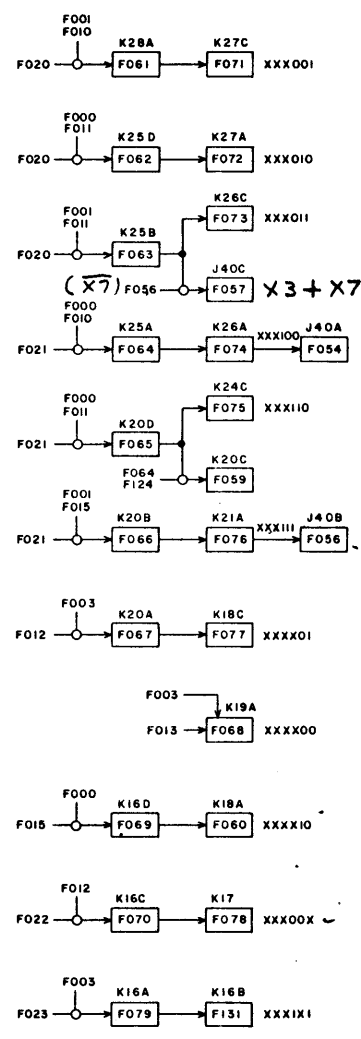 F001
F010
K28A K27C
F020 F061 F071 XXX001
F000
F011
K25D K27A
F020 F062 F072 XXX010
K26C
F073 XXX011
F001
F011
K25B
F020 F063
J40C
(X̅7̅) F056 F057 X3 + X7
F000
F010
K25A K26A XXX100 J40A
F021 F064 F074 F054
K24C
F075 XXX110
F000
F011
K20D
F021 F065
K20C
F064
F124 F059
F001
F015
K20B K21A XXX111 J40B
F021 F066 F076 F056
F003
K20A K18C
F012 F067 F077 XXXX01
F003
K19A
F013 F068 XXXX00
F000
K16D K18A
F015 F069 F060 XXXX10
F012
K16C K17
F022 F070 F078 XXX00X
F003
K16A K16B
F023 F079 F131 XXX1X1